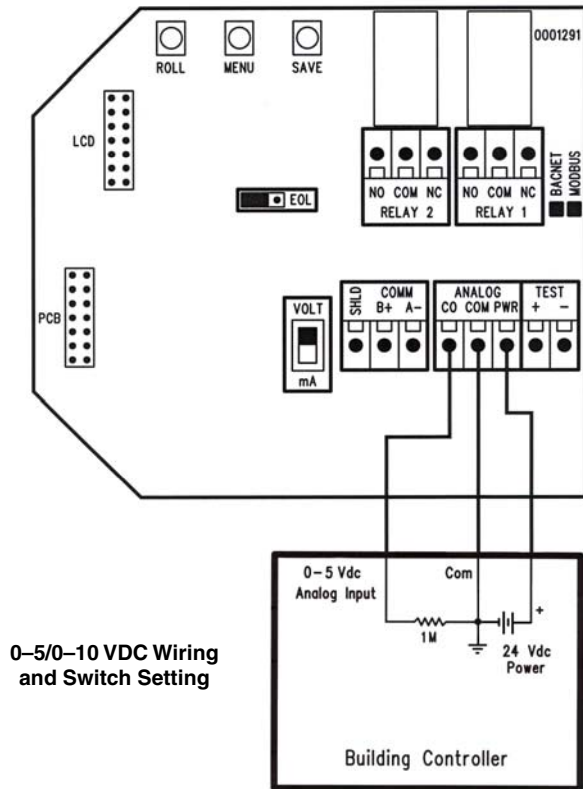 0001291
ROLL MENU SAVE
LCD
EOL
NO COM NC
RELAY 2
NO COM NC
RELAY 1
BACNET
MODBUS
PCB
VOLT
mA
SHLD
COMM
B+ A-
ANALOG
CO COM PWR
TEST
+ -
0-5 Vdc
Analog Input
Com
1M
+
24 Vdc
Power
0–5/0–10 VDC Wiring
and Switch Setting
Building Controller